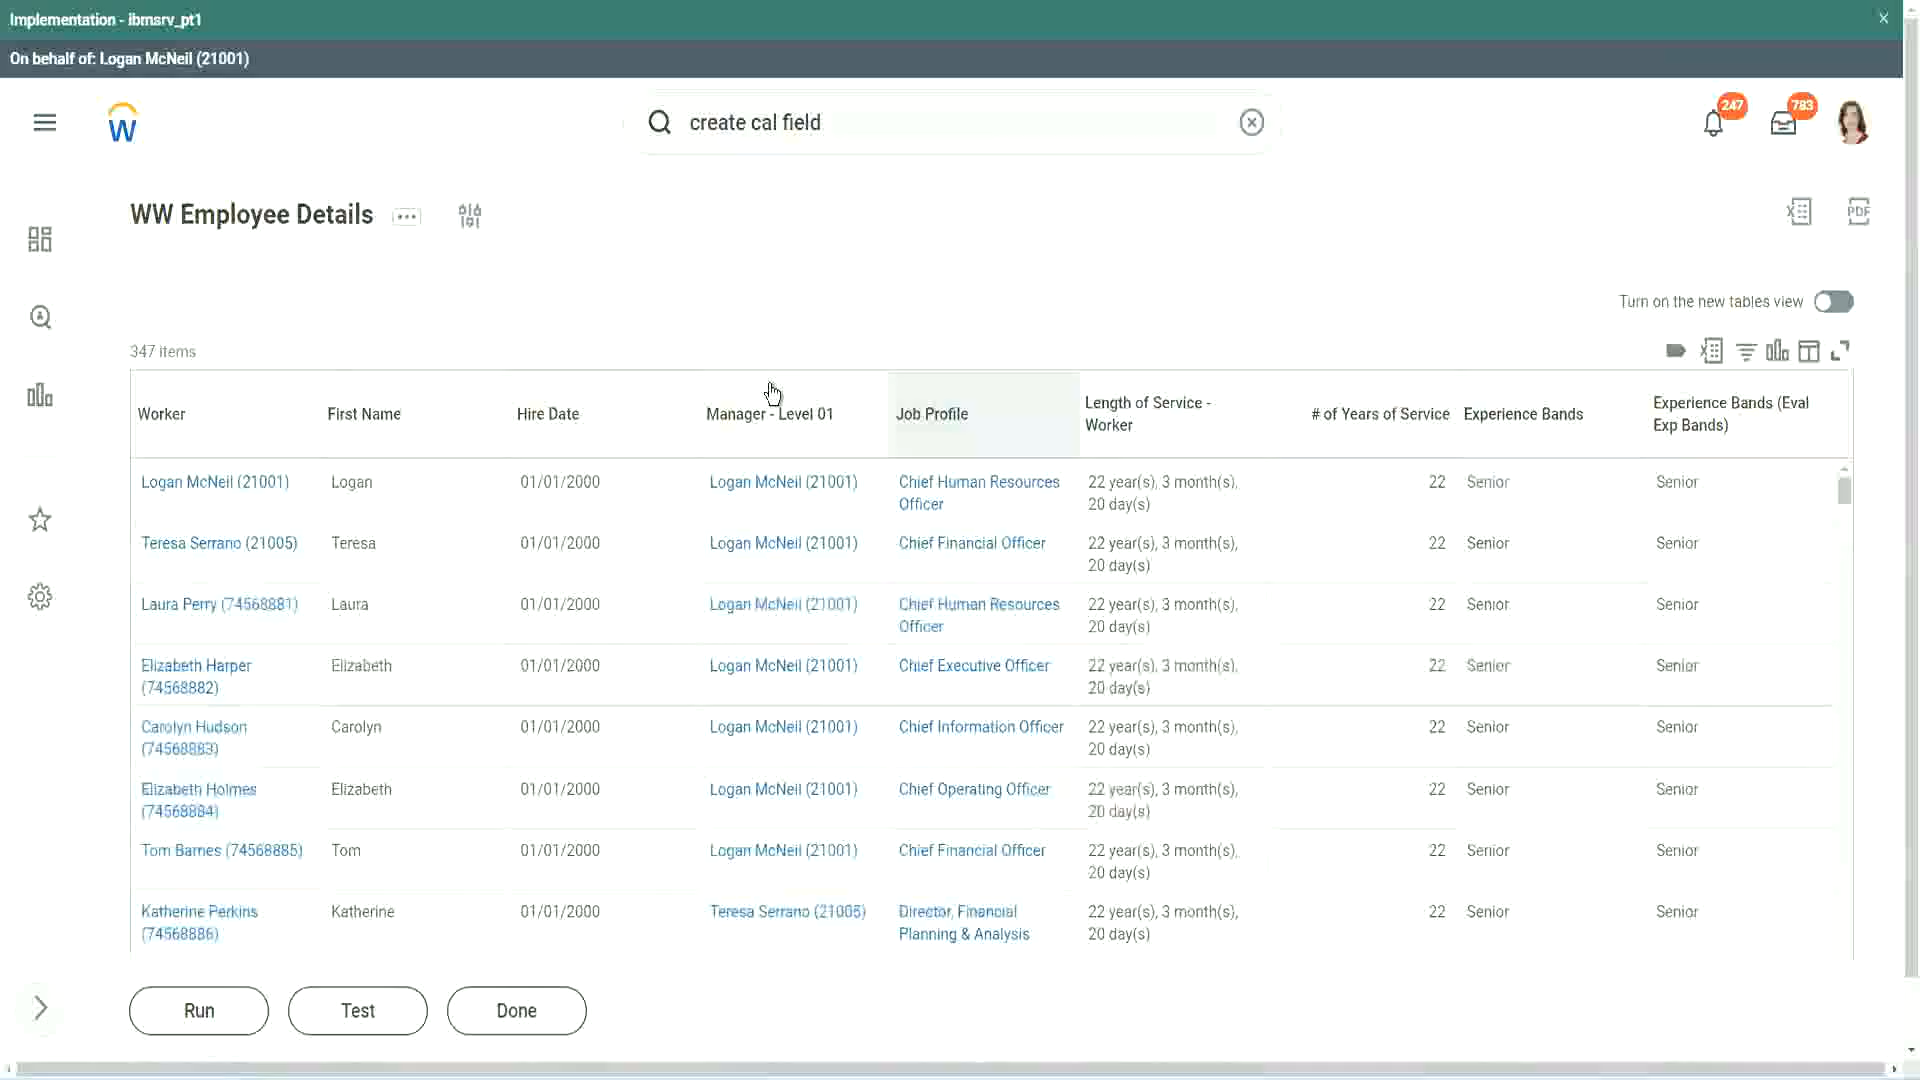 Implementation - ibmsrv_pt1
On behalf of: Logan McNeil (21001)
W
create cal field
247
783
WW Employee Details
X
PDF
Turn on the new tables view
347 items
X
Worker
First Name
Hire Date
Manager - Level 01
Job Profile
Length of Service -
Worker
# of Years of Service
Experience Bands
Experience Bands (Eval
Exp Bands)
Logan McNeil (21001)
Logan
01/01/2000
Logan McNeil (21001)
Chief Human Resources
Officer
22 year(s), 3 month(s),
20 day(s)
22
Senior
Senior
Teresa Serrano (21005)
Teresa
01/01/2000
Logan McNeil (21001)
Chief Financial Officer
22 year(s), 3 month(s),
20 day(s)
22
Senior
Senior
Laura Perry (74568881)
Laura
01/01/2000
Logan McNeil (21001)
Chief Human Resources
Officer
22 year(s), 3 month(s),
20 day(s)
22
Senior
Senior
Elizabeth Harper
(74568882)
Elizabeth
01/01/2000
Logan McNeil (21001)
Chief Executive Officer
22 year(s), 3 month(s),
20 day(s)
22
Senior
Senior
Carolyn Hudson
(74568883)
Carolyn
01/01/2000
Logan McNeil (21001)
Chief Information Officer
22 year(s), 3 month(s),
20 day(s)
22
Senior
Senior
Elizabeth Holmes
(74568884)
Elizabeth
01/01/2000
Logan McNeil (21001)
Chief Operating Officer
22 year(s), 3 month(s),
20 day(s)
22
Senior
Senior
Tom Barnes (74568885)
Tom
01/01/2000
Logan McNeil (21001)
Chief Financial Officer
22 year(s), 3 month(s),
20 day(s)
22
Senior
Senior
Katherine Perkins
(74568886)
Katherine
01/01/2000
Teresa Serrano (21005)
Director, Financial
Planning & Analysis
22 year(s), 3 month(s),
20 day(s)
22
Senior
Senior
Run
Test
Done